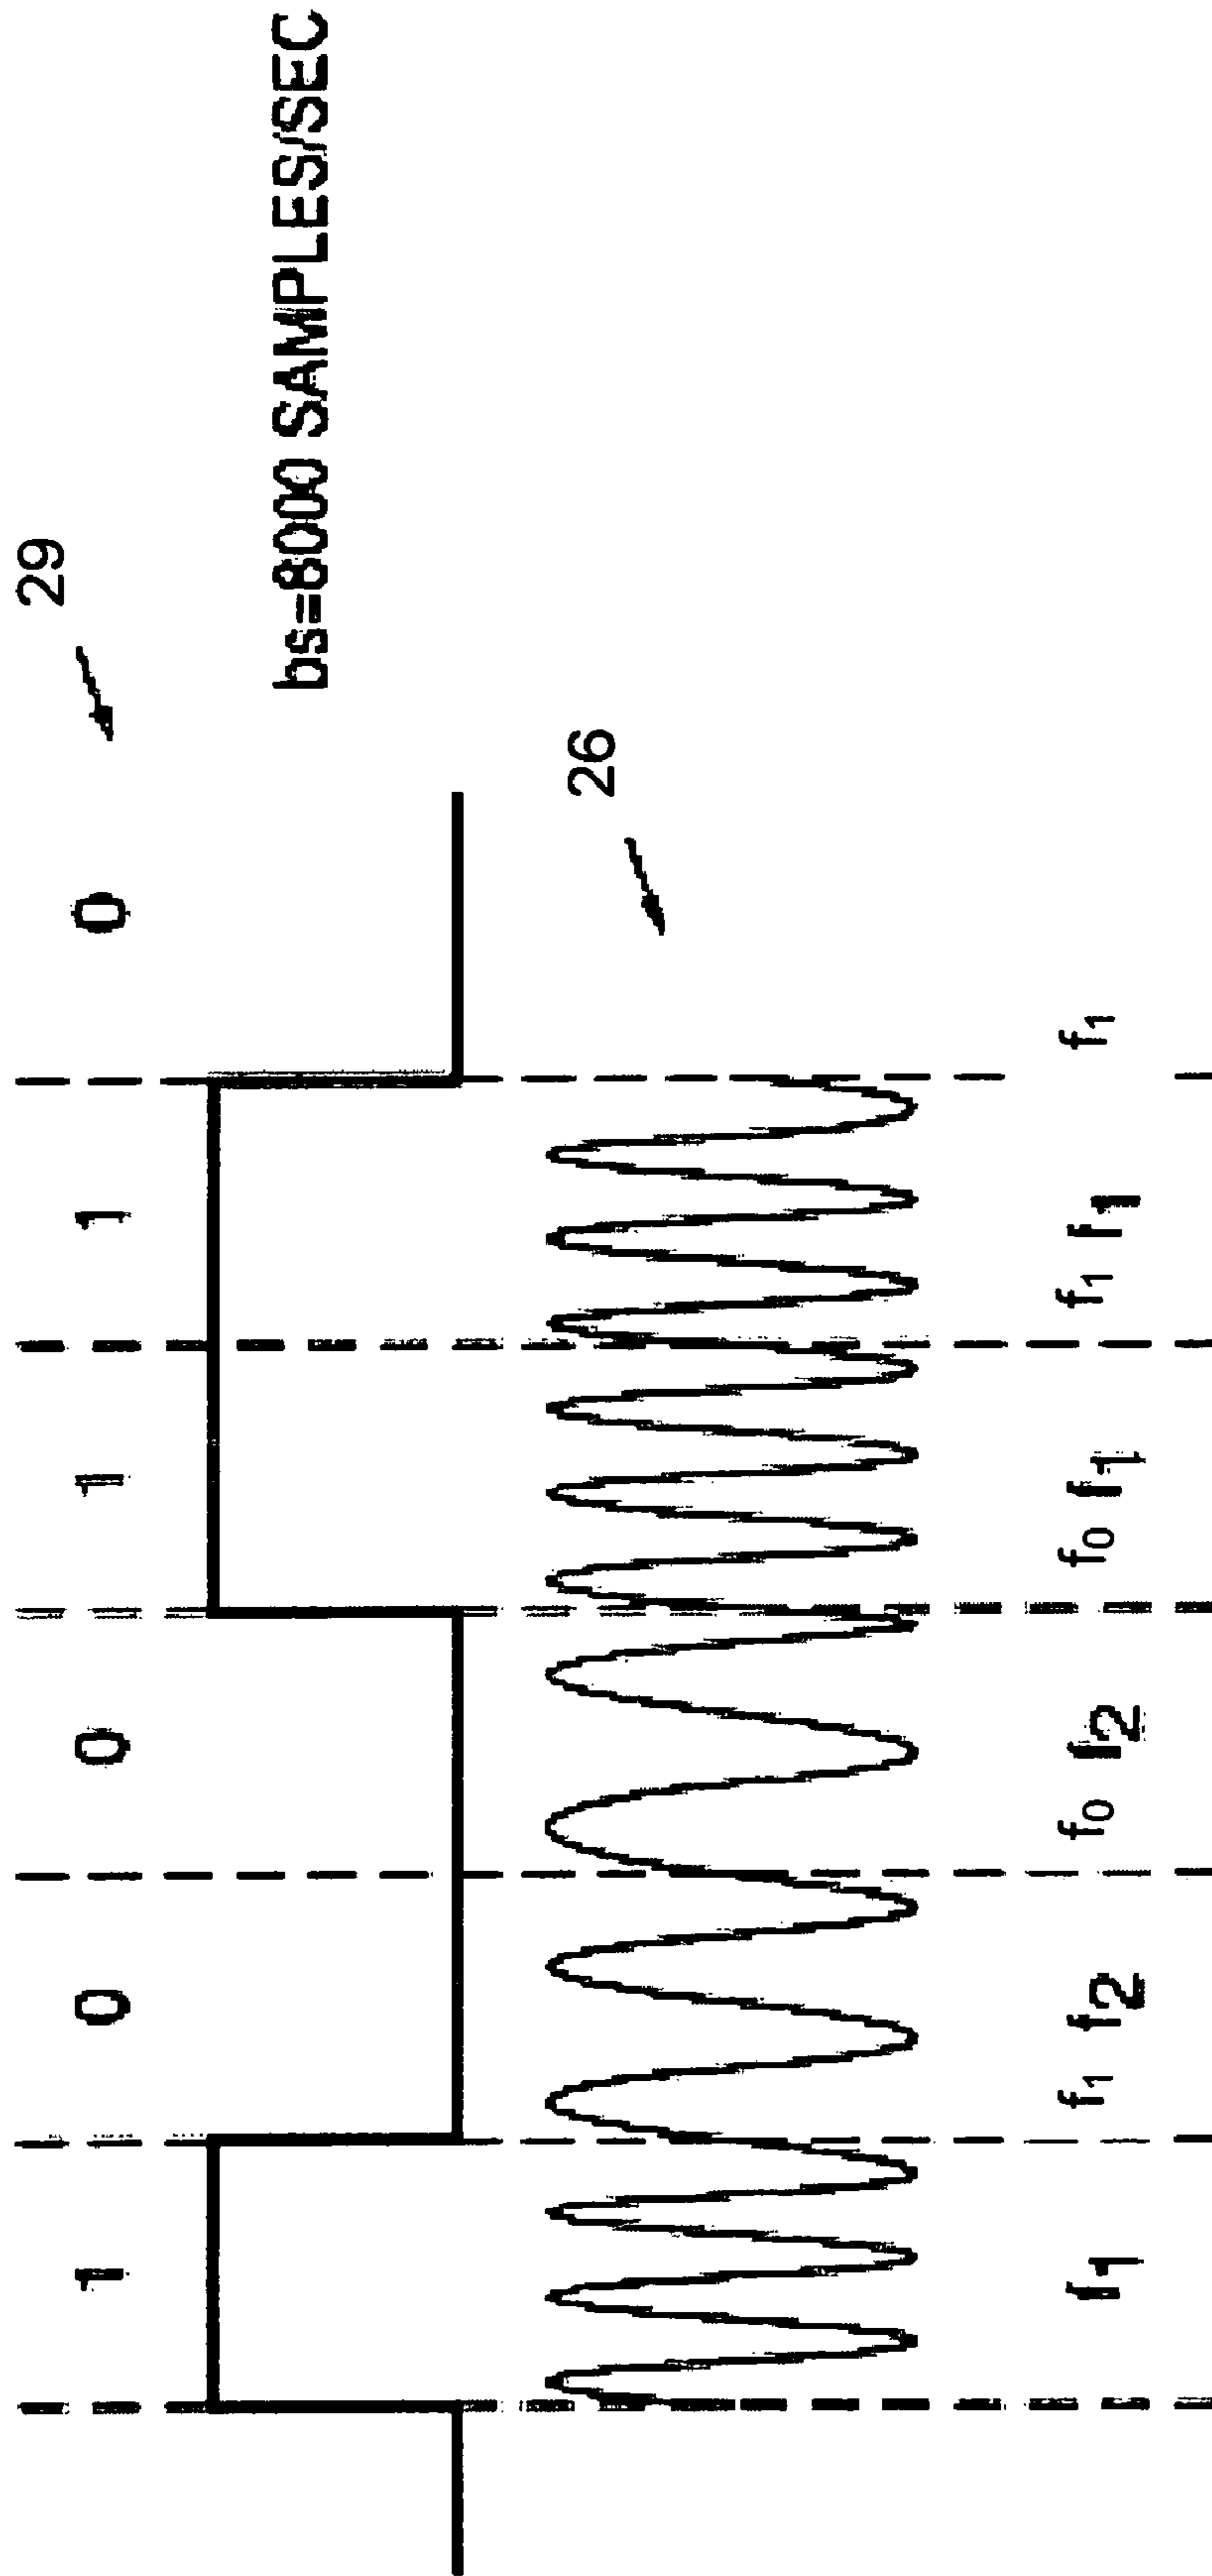 29
1 0 0 1 1 0
bs=8000 SAMPLES/SEC
26
f₁ f₁ f₂ f₀ f₂ f₀ f₁ f₁ f₁ f₁